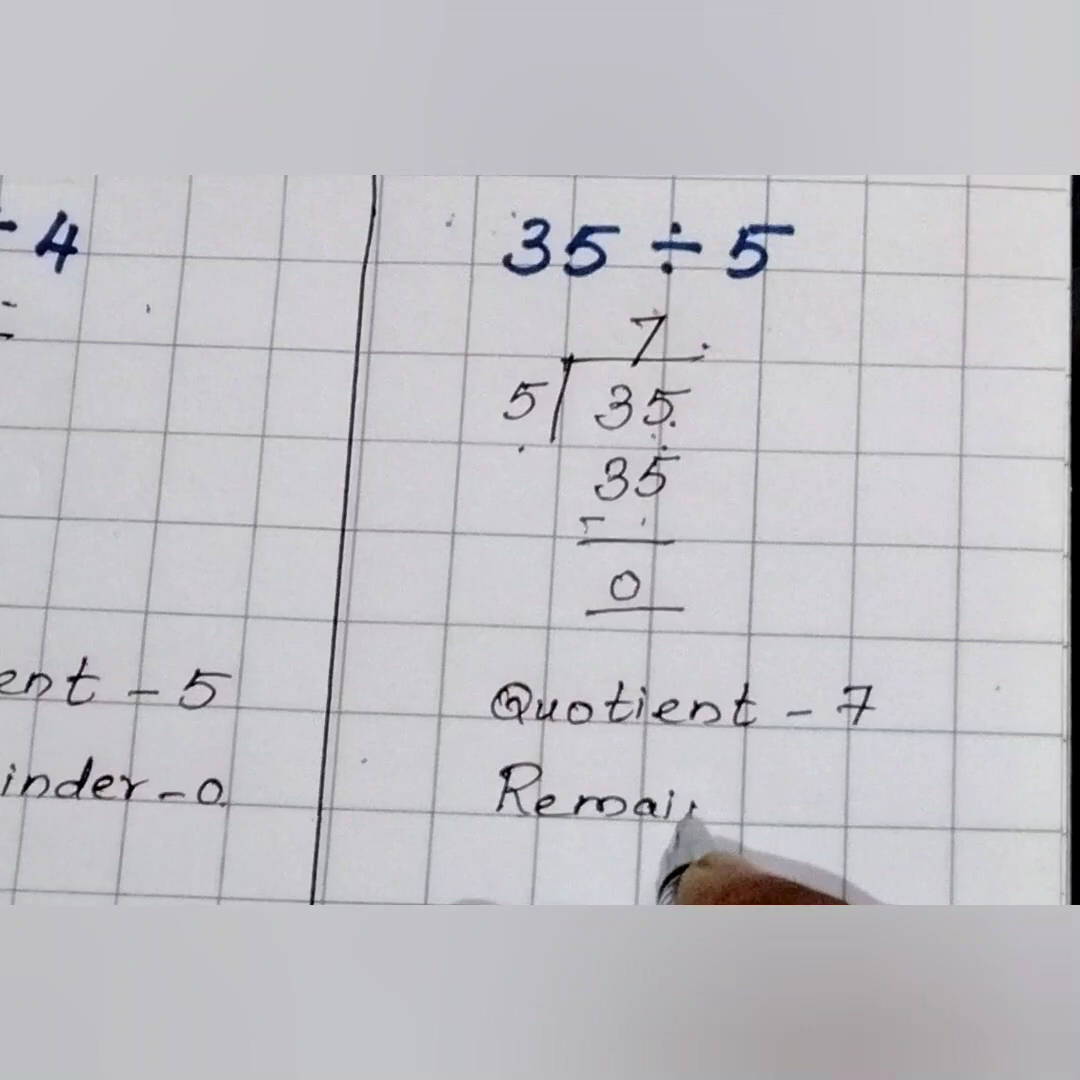 ÷ 4
=
ent - 5
inder - 0
35 ÷ 5
7
5 35
35
-
0
Quotient - 7
Remai